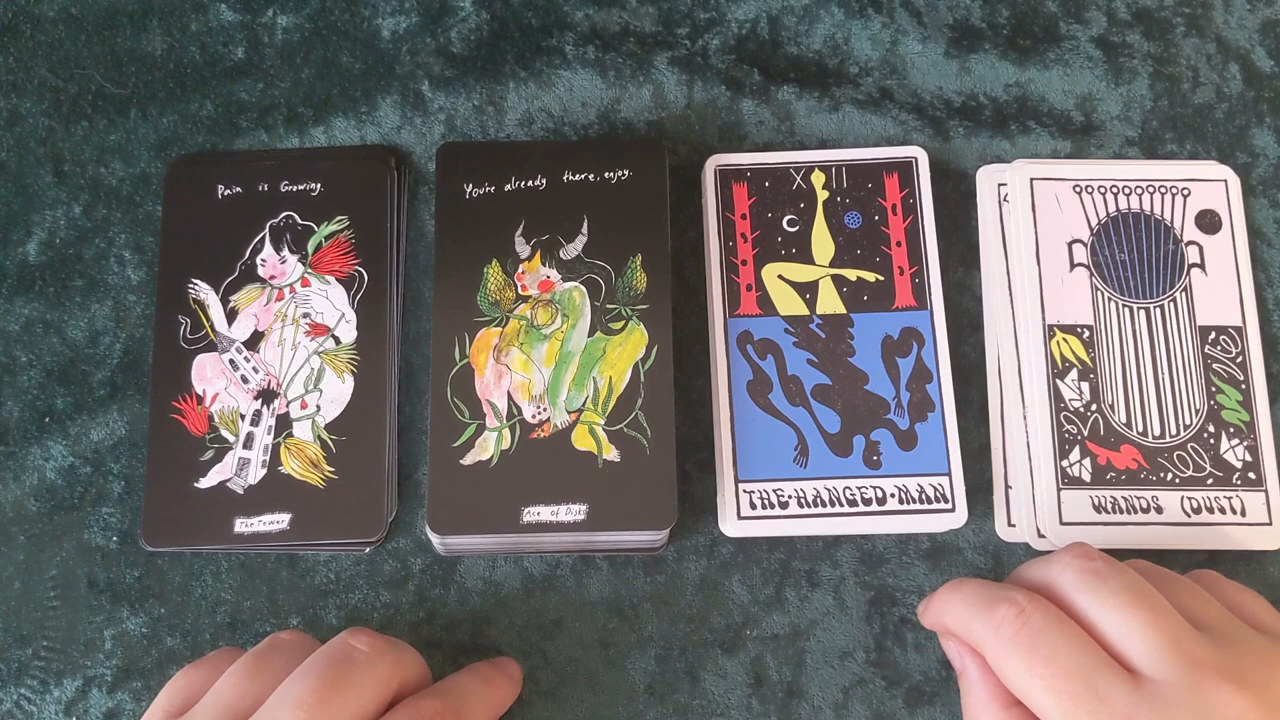 Pain is Growing.
The Tower
You're already there, enjoy.
Ace of Disks
XII
THE·HANGED·MAN
WANDS (DUST)